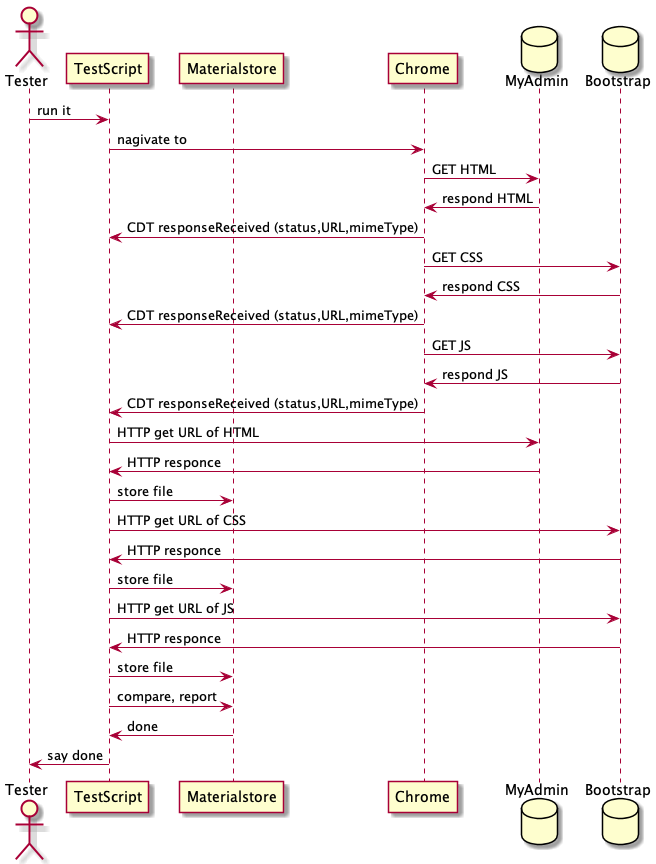 Tester
TestScript
Materialstore
Chrome
MyAdmin
Bootstrap
run it
nagivate to
GET HTML
respond HTML
CDT responseReceived (status,URL,mimeType)
GET CSS
respond CSS
CDT responseReceived (status,URL,mimeType)
GET JS
respond JS
CDT responseReceived (status,URL,mimeType)
HTTP get URL of HTML
HTTP responce
store file
HTTP get URL of CSS
HTTP responce
store file
HTTP get URL of JS
HTTP responce
store file
compare, report
done
say done
Tester
TestScript
Materialstore
Chrome
MyAdmin
Bootstrap